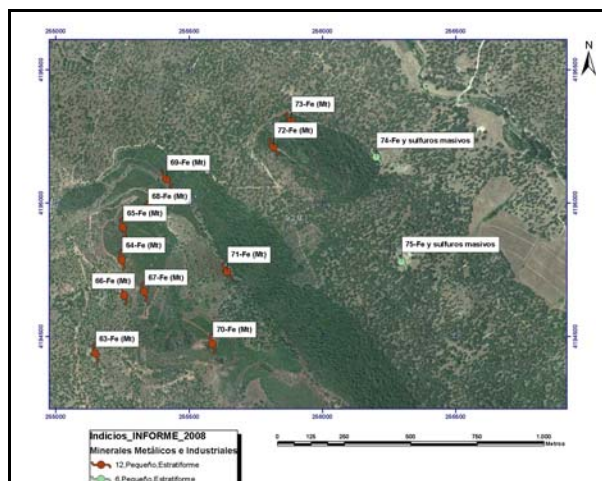 N
73-Fe (Mt)
72-Fe (Mt)
74-Fe y sulfuros masivos
69-Fe (Mt)
68-Fe (Mt)
65-Fe (Mt)
64-Fe (Mt)
75-Fe y sulfuros masivos
71-Fe (Mt)
66-Fe (Mt)
67-Fe (Mt)
70-Fe (Mt)
63-Fe (Mt)
Indicios_INFORME_2008
Minerales Metálicos e Industriales
12,Pequeño,Estratiforme
6,Pequeño,Estratiforme
0 125 250 500 750 1.000
Metros